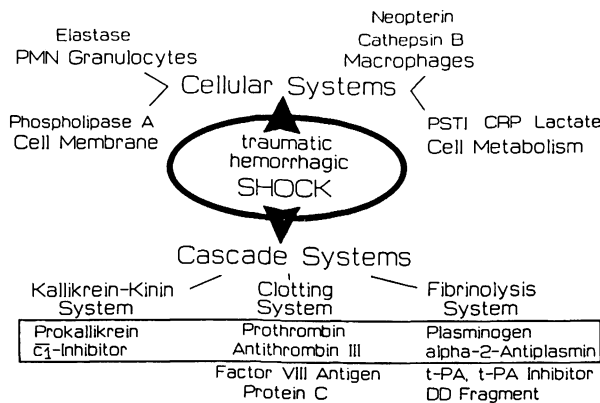 Elastase
PMN Granulocytes
Neopterin
Cathepsin B
Macrophages
Cellular Systems
Phospholipase A
Cell Membrane
PSTI CRP Lactate
Cell Metabolism
traumatic
hemorrhagic
SHOCK
Cascade Systems
Kallikrein-Kinin
System
Clotting
System
Fibrinolysis
System
Prokallikrein
c1-Inhibitor
Prothrombin
Antithrombin III
Plasminogen
alpha-2-Antiplasmin
Factor VIII Antigen
Protein C
t-PA, t-PA Inhibitor
DD Fragment